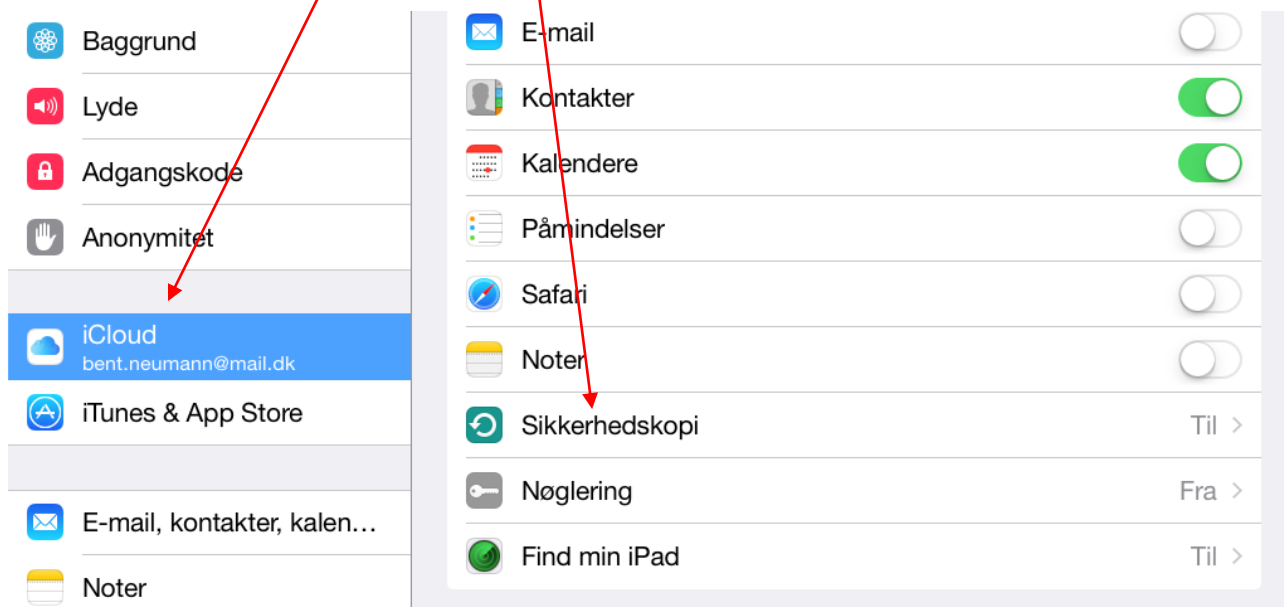 Baggrund
Lyde
Adgangskode
Anonymitet
iCloud
bent.neumann@mail.dk
iTunes & App Store
E-mail, kontakter, kalen...
Noter
E-mail
Kontakter
Kalendere
Påmindelser
Safari
Noter
Sikkerhedskopi Til
Nøglering Fra
Find min iPad Til